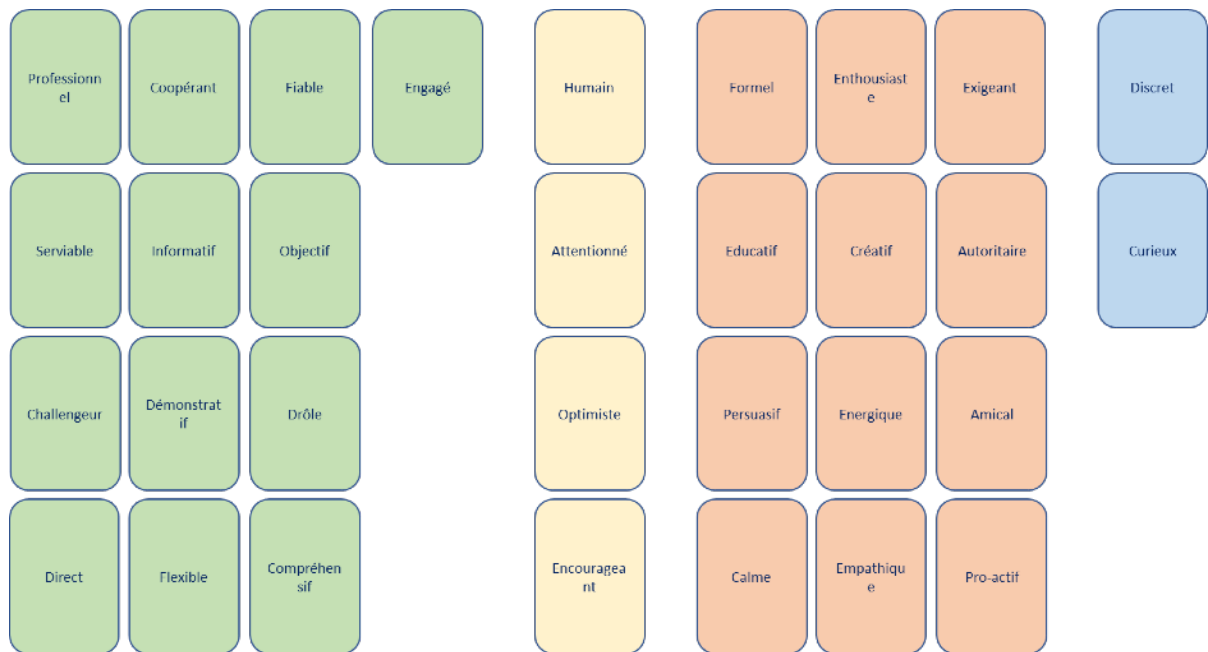 Professionn
el
Coopérant
Fiable
Engagé
Humain
Formel
Enthousiast
e
Exigeant
Discret
Serviable
Informatif
Objectif
Attentionné
Educatif
Créatif
Autoritaire
Curieux
Challengeur
Démonstrat
if
Drôle
Optimiste
Persuasif
Energique
Amical
Direct
Flexible
Compréhen
sif
Encouragea
nt
Calme
Empathiqu
e
Pro-actif